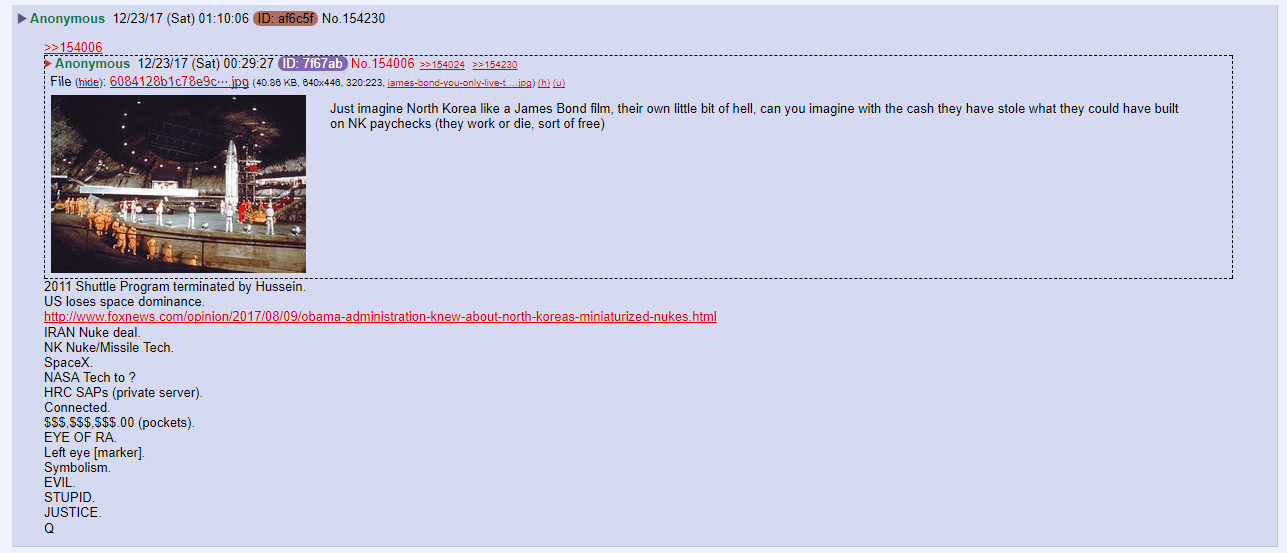 Anonymous 12/23/17 (Sat) 01:10:06 ID: af6c5f No.154230
>>154006
Anonymous 12/23/17 (Sat) 00:29:27 ID: 7f67ab No.154006 >>154024 >>154230
File (hide): 6084128b1c78e9c⋯.jpg (40.86 KB, 640x446, 320:223, james-bond-you-only-live-t….jpg) (h) (u)
Just imagine North Korea like a James Bond film, their own little bit of hell, can you imagine with the cash they have stole what they could have built
on NK paychecks (they work or die, sort of free)
2011 Shuttle Program terminated by Hussein.
US loses space dominance.
http://www.foxnews.com/opinion/2017/08/09/obama-administration-knew-about-north-koreas-miniaturized-nukes.html
IRAN Nuke deal.
NK Nuke/Missile Tech.
SpaceX.
NASA Tech to ?
HRC SAPs (private server).
Connected.
$$$,$$$,$$$.00 (pockets).
EYE OF RA.
Left eye [marker].
Symbolism.
EVIL.
STUPID.
JUSTICE.
Q